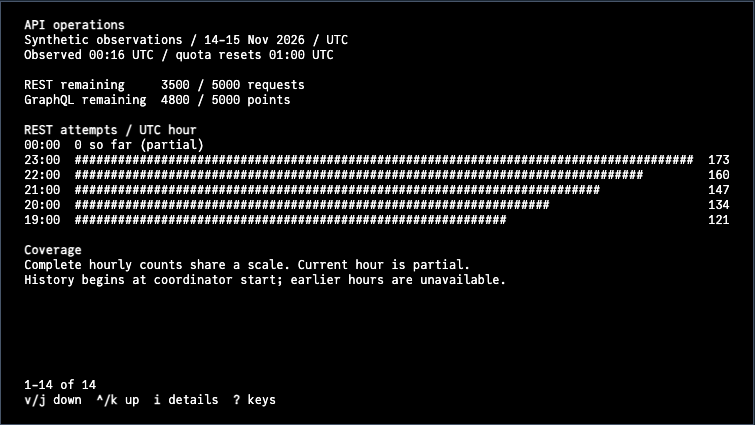 API operations
Synthetic observations / 14–15 Nov 2026 / UTC
Observed 00:16 UTC / quota resets 01:00 UTC
REST remaining     3500 / 5000 requests
GraphQL remaining  4800 / 5000 points
REST attempts / UTC hour
00:00  0 so far (partial)
23:00  ######################################################################################  173
22:00  ###############################################################################         160
21:00  #########################################################################               147
20:00  ##################################################################                      134
19:00  ############################################################                            121
Coverage
Complete hourly counts share a scale. Current hour is partial.
History begins at coordinator start; earlier hours are unavailable.
1–14 of 14
v/j down  ^/k up  i details  ? keys